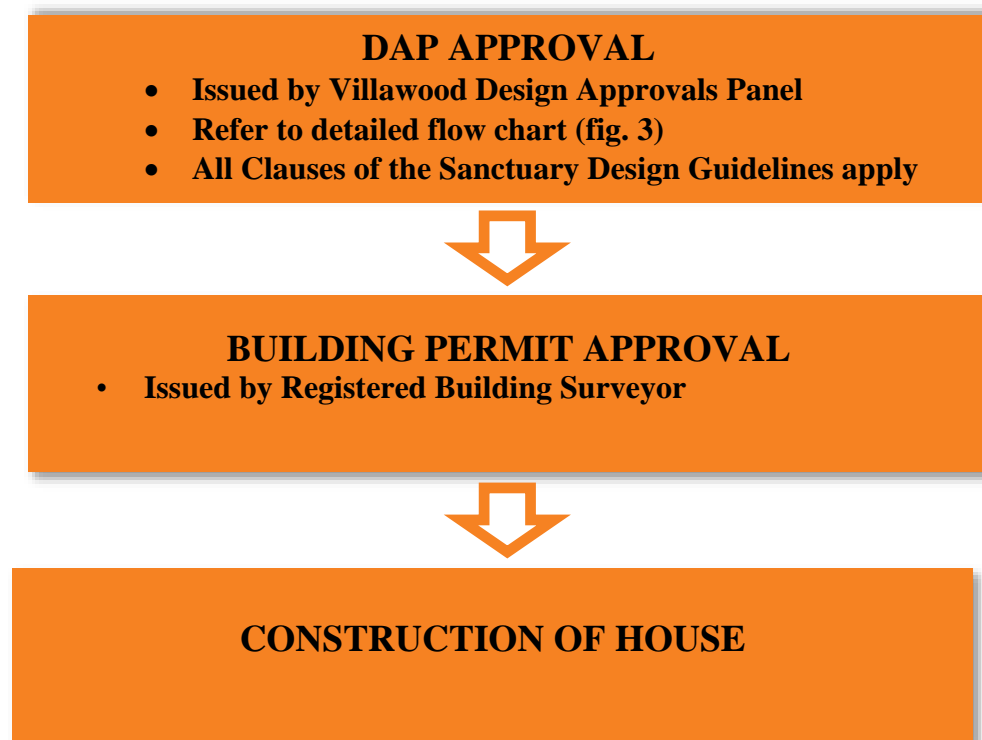 DAP APPROVAL
• Issued by Villawood Design Approvals Panel
• Refer to detailed flow chart (fig. 3)
• All Clauses of the Sanctuary Design Guidelines apply
BUILDING PERMIT APPROVAL
• Issued by Registered Building Surveyor
CONSTRUCTION OF HOUSE